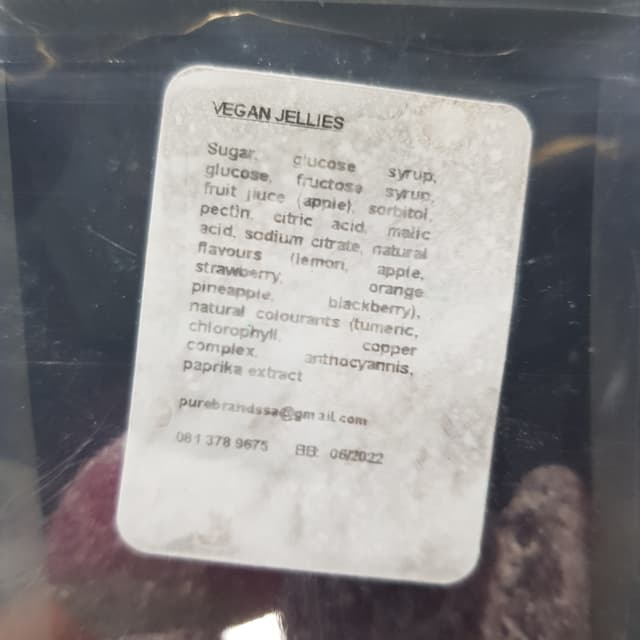 VEGAN JELLIES
Sugar, glucose syrup,
glucose, fructose syrup,
fruit jiuce (apple), sorbitol,
pectin, citric acid, malic
acid, sodium citrate, natural
flavours (lemon, apple,
strawberry, orange
pineapple, blackberry),
natural colourants (tumeric,
chlorophyll, copper
complex, anthocyannis,
paprika extract
purebrandssa@gmail.com
081 378 9675 BB: 06/2022